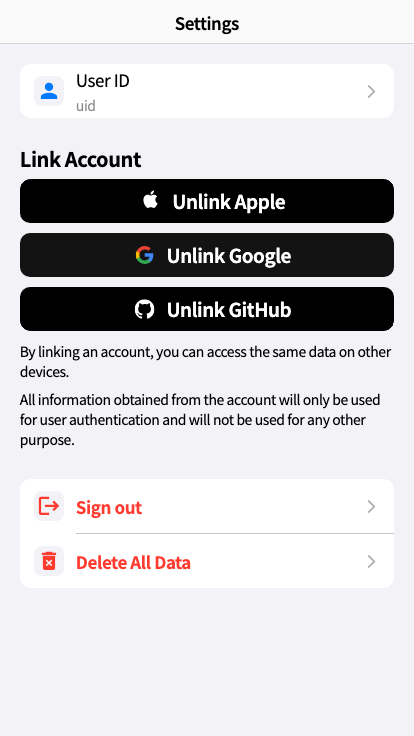 Settings
User ID
uid
Link Account
Unlink Apple
Unlink Google
Unlink GitHub
By linking an account, you can access the same data on other
devices.
All information obtained from the account will only be used
for user authentication and will not be used for any other
purpose.
Sign out
Delete All Data